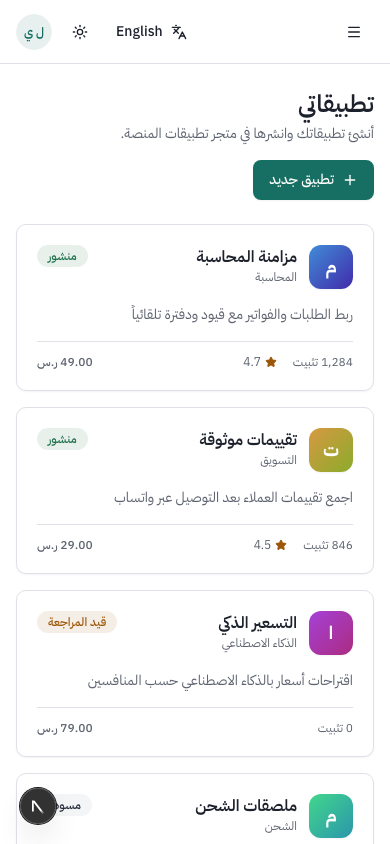 English
ل ي
تطبيقاتي
أنشئ تطبيقاتك وانشرها في متجر تطبيقات المنصة.
تطبيق جديد
م
مزامنة المحاسبة
منشور
المحاسبة
ربط الطلبات والفواتير مع قيود ودفترة تلقائياً
1,284 تثبيت
4.7
49.00 ر.س
ت
تقييمات موثوقة
منشور
التسويق
اجمع تقييمات العملاء بعد التوصيل عبر واتساب
846 تثبيت
4.5
29.00 ر.س
ا
التسعير الذكي
قيد المراجعة
الذكاء الاصطناعي
اقتراحات أسعار بالذكاء الاصطناعي حسب المنافسين
0 تثبيت
79.00 ر.س
م
ملصقات الشحن
الشحن